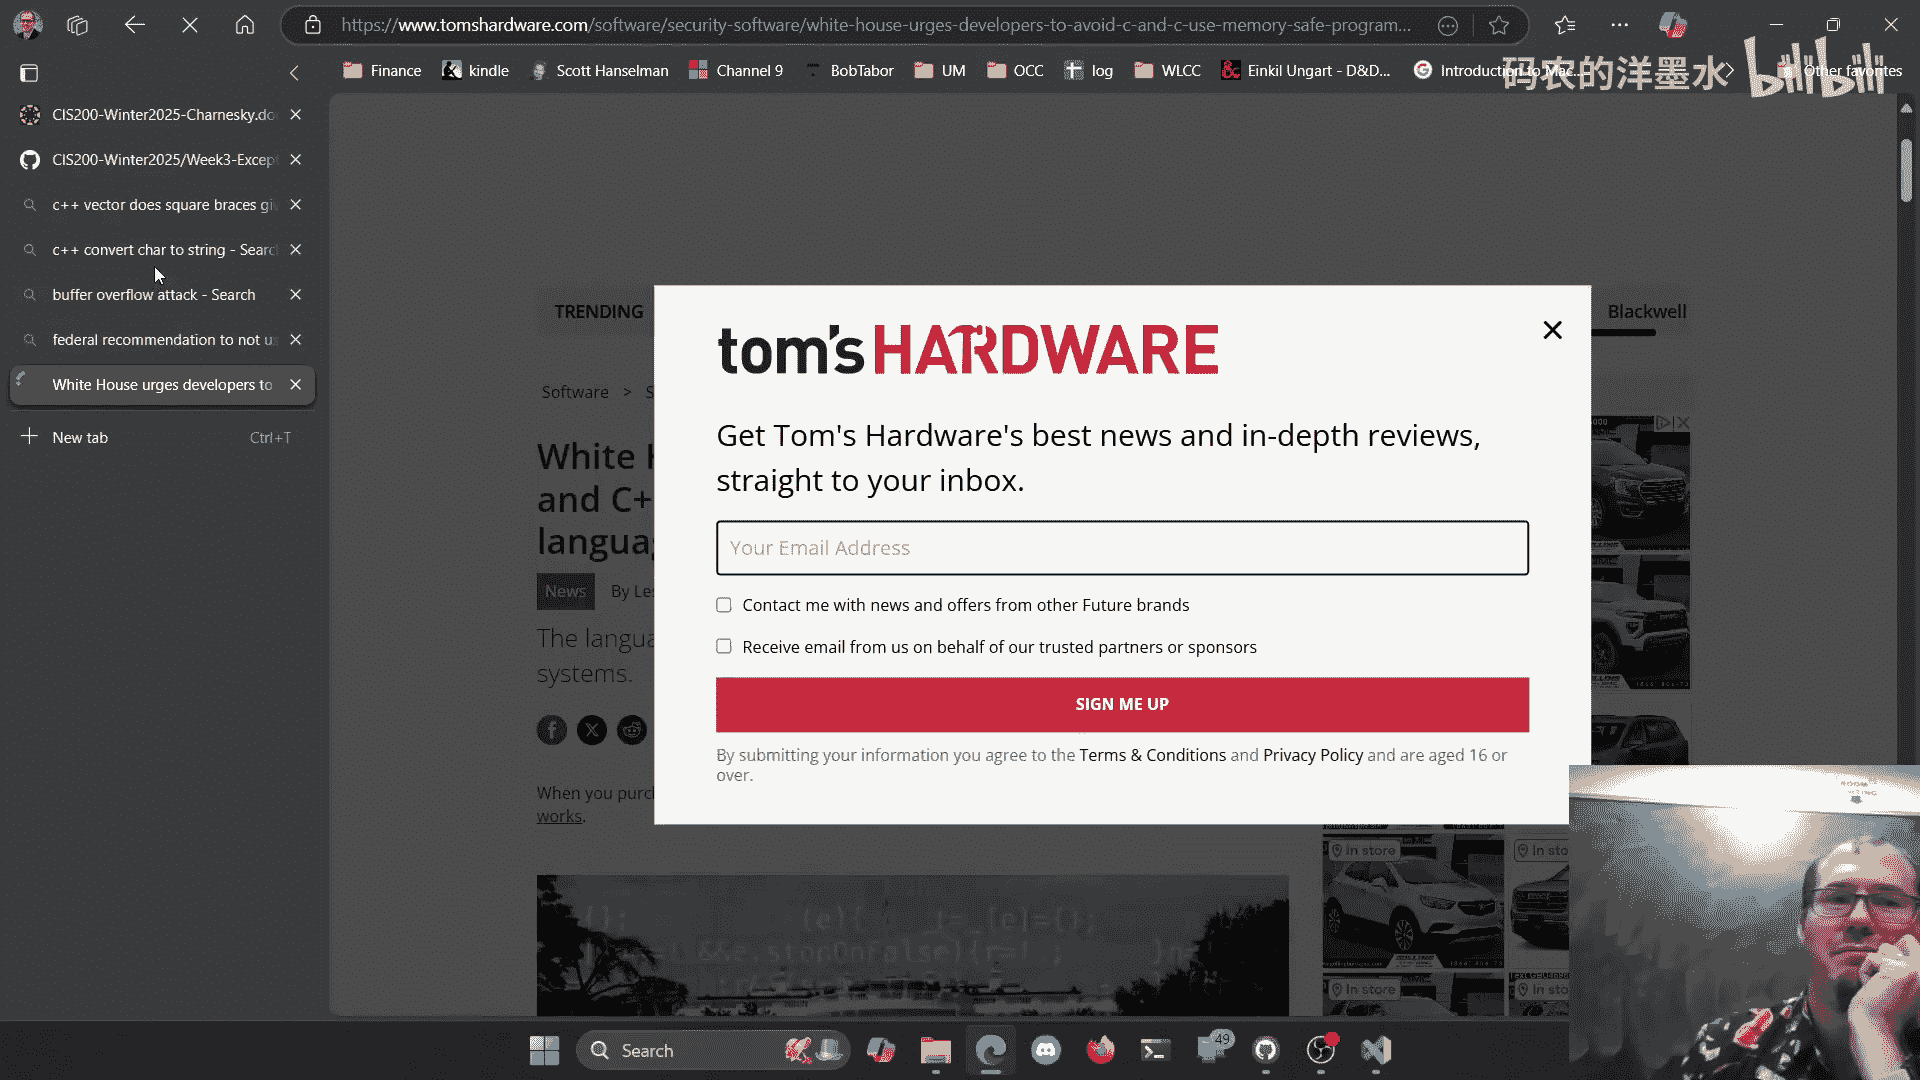 https://www.tomshardware.com/software/security-software/white-house-urges-developers-to-avoid-c-and-c-use-memory-safe-program...
Finance
kindle
Scott Hanselman
Channel 9
BobTabor
UM
OCC
log
WLCC
Einkil Ungart - D&D...
Introduction to Mac...
Other favorites
码农的洋墨水
bilibili
CIS200-Winter2025-Charnesky.do
CIS200-Winter2025/Week3-Excep
c++ vector does square braces gi
c++ convert char to string - Searc
buffer overflow attack - Search
federal recommendation to not u
White House urges developers to
New tab
Ctrl+T
TRENDING
Blackwell
Software > S
White
and C+
langua
News
By Les
The langua
systems.
When you purc
works.
tom's HARDWARE
Get Tom's Hardware's best news and in-depth reviews,
straight to your inbox.
Your Email Address
Contact me with news and offers from other Future brands
Receive email from us on behalf of our trusted partners or sponsors
SIGN ME UP
By submitting your information you agree to the Terms & Conditions and Privacy Policy and are aged 16 or
over.
In store
In sto
In store
In sto
Search
49